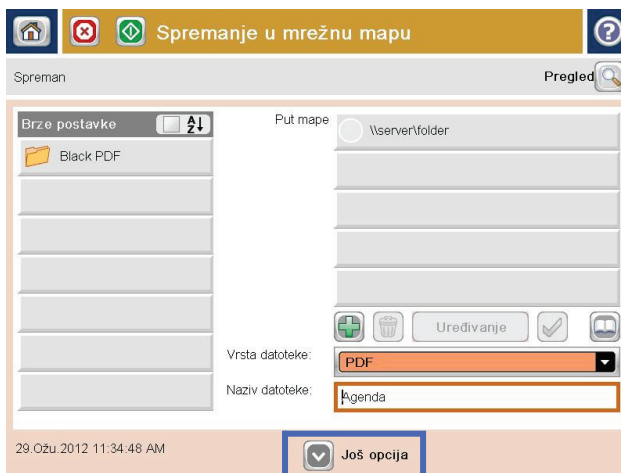 Spremanje u mrežnu mapu
Spreman
Pregled
Brze postavke
Black PDF
Put mape
\\server\folder
Uređivanje
Vrsta datoteke:
PDF
Naziv datoteke:
Agenda
29.Ožu.2012 11:34:48 AM
Još opcija